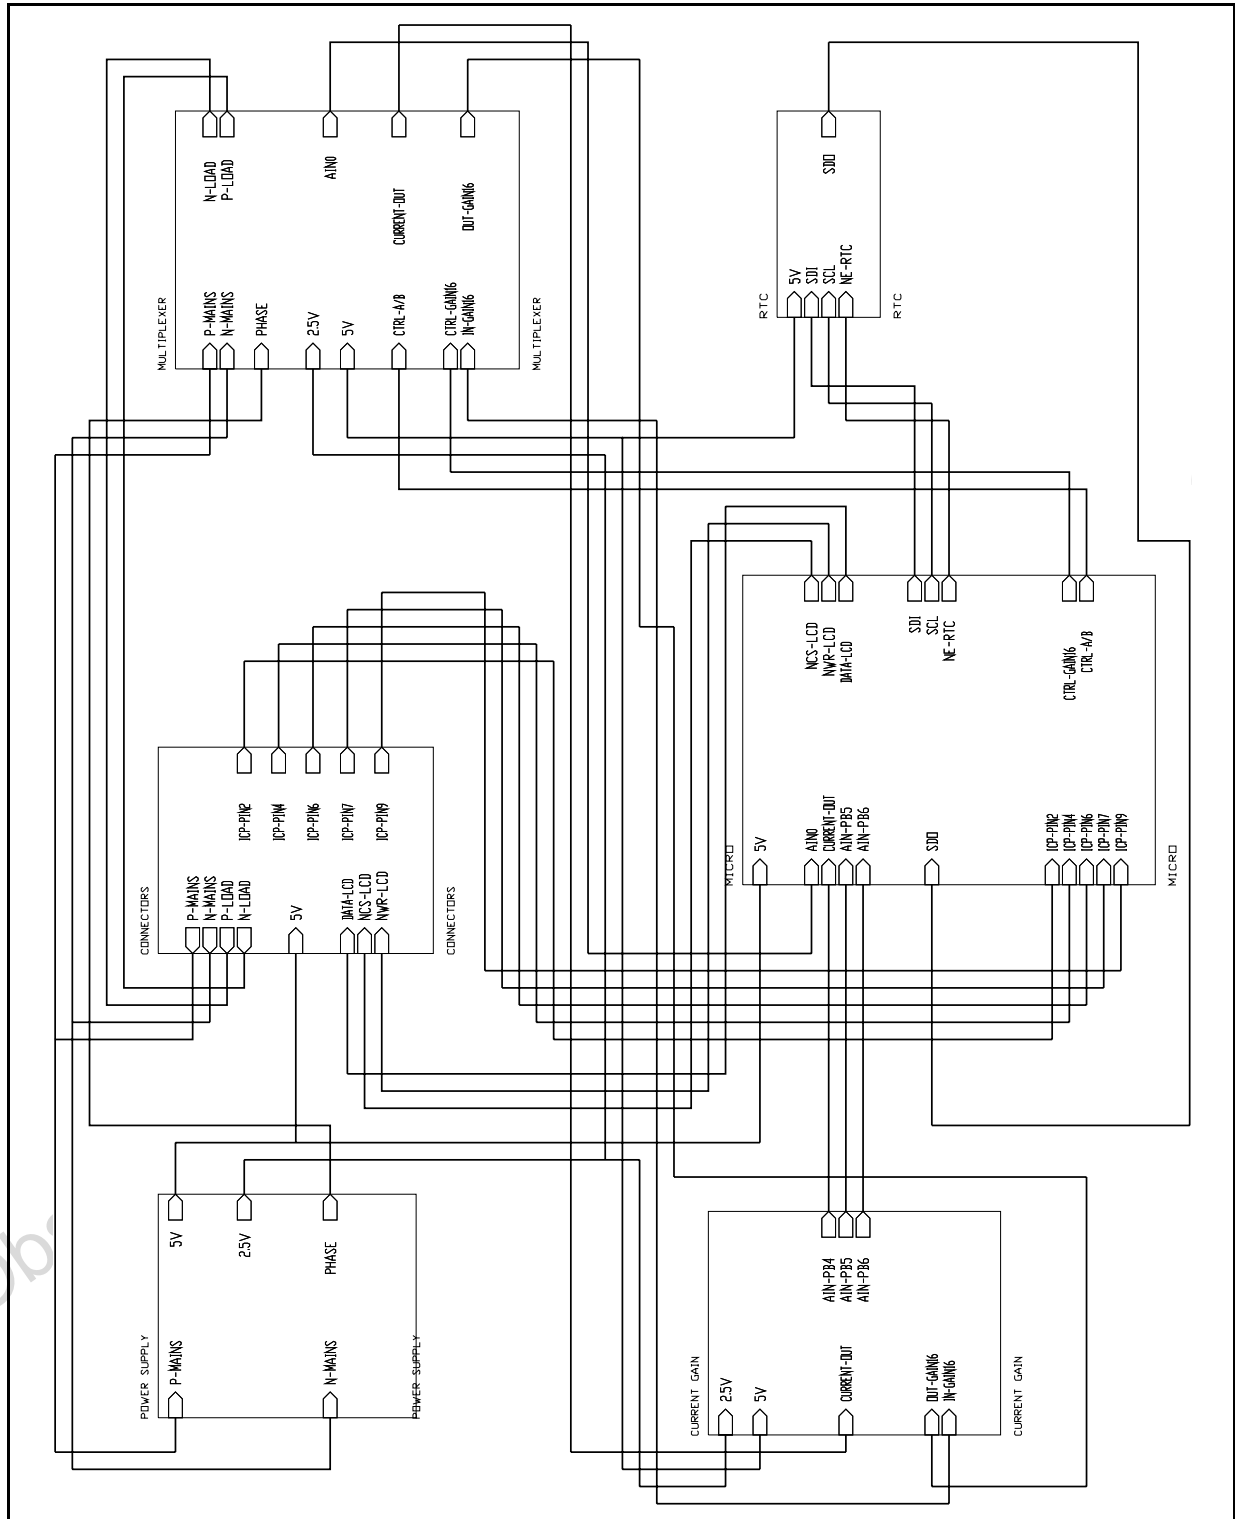 N-LOAD
P-LOAD
AIN0
CURRENT-OUT
OUT-GAIN16
P-MAINS
N-MAINS
PHASE
2.5V
5V
CTRL-A/B
CTRL-GAIN16
IN-GAIN16
MULTIPLEXER
MULTIPLEXER
SDO
5V
SDI
SCL
NE-RTC
RTC
RTC
NCS-LCD
NWR-LCD
DATA-LCD
SDI
SCL
NE-RTC
CTRL-GAIN16
CTRL-A/B
5V
AIN0
CURRENT-OUT
AIN-PB5
AIN-PB6
SDO
ICP-PIN2
ICP-PIN4
ICP-PIN6
ICP-PIN7
ICP-PIN9
MICRO
MICRO
ICP-PIN2
ICP-PIN4
ICP-PIN6
ICP-PIN7
ICP-PIN9
P-MAINS
N-MAINS
P-LOAD
N-LOAD
5V
DATA-LCD
NCS-LCD
NWR-LCD
CONNECTORS
CONNECTORS
5V
2.5V
PHASE
P-MAINS
N-MAINS
POWER SUPPLY
POWER SUPPLY
AIN-PB4
AIN-PB5
AIN-PB6
2.5V
5V
CURRENT-OUT
OUT-GAIN16
IN-GAIN16
CURRENT GAIN
CURRENT GAIN